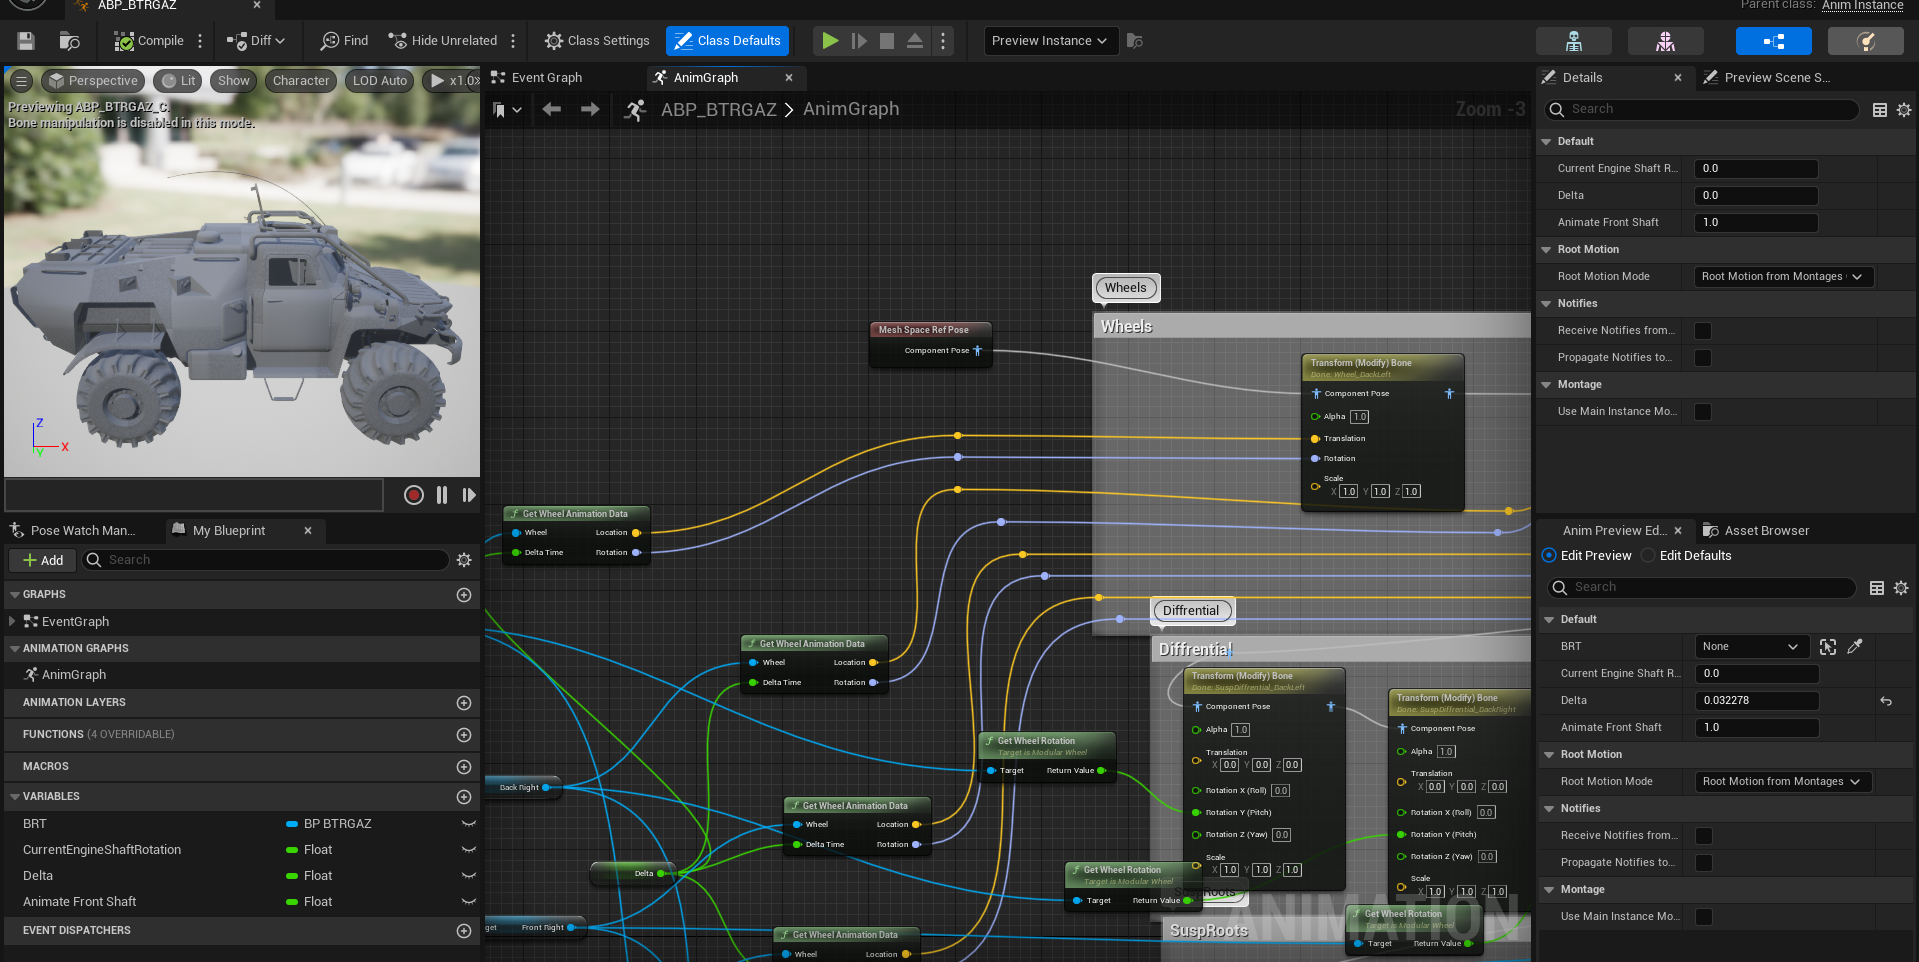 ABP_BTRGAZ
Parent class: Anim Instance
Compile
Diff
Find
Hide Unrelated
Class Settings
Class Defaults
Preview Instance
Perspective
Lit
Show
Character
LOD Auto
x1.0
Previewing ABP_BTRGAZ_C.
Bone manipulation is disabled in this mode.
Z
X
Y
Event Graph
AnimGraph
ABP_BTRGAZ > AnimGraph
Zoom -3
Wheels
Wheels
Mesh Space Ref Pose
Component Pose
Transform (Modify) Bone
Bone: Wheel_BackLeft
Component Pose
Alpha 1.0
Translation
Rotation
Scale
X 1.0 Y 1.0 Z 1.0
Get Wheel Animation Data
Wheel Location
Delta Time Rotation
Get Wheel Animation Data
Wheel Location
Delta Time Rotation
Diffrential
Diffrential
Transform (Modify) Bone
Bone: SuspDiffrential_BackLeft
Component Pose
Alpha 1.0
Translation
X 0.0 Y 0.0 Z 0.0
Rotation X (Roll) 0.0
Rotation Y (Pitch)
Rotation Z (Yaw) 0.0
Scale
X 1.0 Y 1.0 Z 1.0
Transform (Modify) Bone
Bone: SuspDiffrential_BackRight
Component Pose
Alpha 1.0
Translation
X 0.0 Y 0.0 Z 0.0
Rotation X (Roll) 0.0
Rotation Y (Pitch)
Rotation Z (Yaw) 0.0
Scale
X 1.0 Y 1.0 Z 1.0
Get Wheel Rotation
Target is Modular Wheel
Target Return Value
Back Right
Get Wheel Animation Data
Wheel Location
Delta Time Rotation
Delta
Get Wheel Rotation
Target is Modular Wheel
Target Return Value
SuspRoots
SuspRoots
ANIMATION
Get Wheel Rotation
Target is Modular Wheel
Target Return Value
get Front Right
Get Wheel Animation Data
Wheel Location
Pose Watch Man...
My Blueprint
Add
Search
GRAPHS
EventGraph
ANIMATION GRAPHS
AnimGraph
ANIMATION LAYERS
FUNCTIONS (4 OVERRIDABLE)
MACROS
VARIABLES
BRT BP BTRGAZ
CurrentEngineShaftRotation Float
Delta Float
Animate Front Shaft Float
EVENT DISPATCHERS
Details
Preview Scene S...
Search
Default
Current Engine Shaft R... 0.0
Delta 0.0
Animate Front Shaft 1.0
Root Motion
Root Motion Mode Root Motion from Montages
Notifies
Receive Notifies from...
Propagate Notifies to...
Montage
Use Main Instance Mo...
Anim Preview Ed...
Asset Browser
Edit Preview
Edit Defaults
Search
Default
BRT None
Current Engine Shaft R... 0.0
Delta 0.032278
Animate Front Shaft 1.0
Root Motion
Root Motion Mode Root Motion from Montages
Notifies
Receive Notifies from...
Propagate Notifies to...
Montage
Use Main Instance Mo...